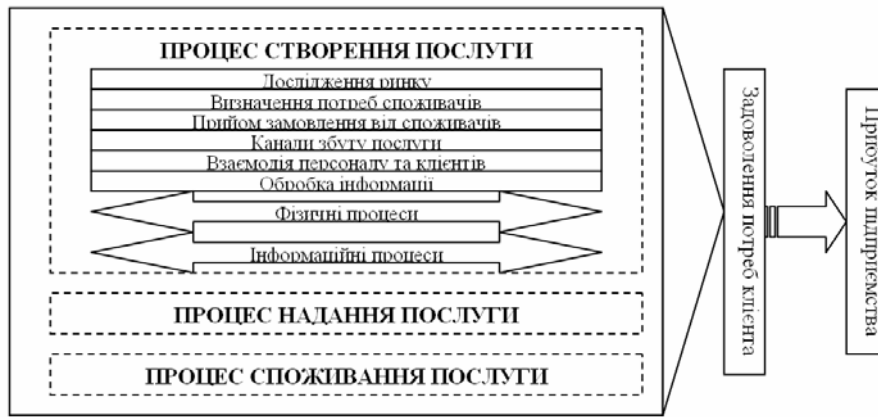 ПРОЦЕС СТВОРЕННЯ ПОСЛУГИ
Дослідження ринку
Визначення потреб споживачів
Прийом замовлення від споживачів
Канали збуту послуги
Взаємодія персоналу та клієнтів
Обробка інформації
Фізичні процеси
Інформаційні процеси
ПРОЦЕС НАДАННЯ ПОСЛУГИ
ПРОЦЕС СПОЖИВАННЯ ПОСЛУГИ
Задоволення потреб клієнта
Прибуток підприємства